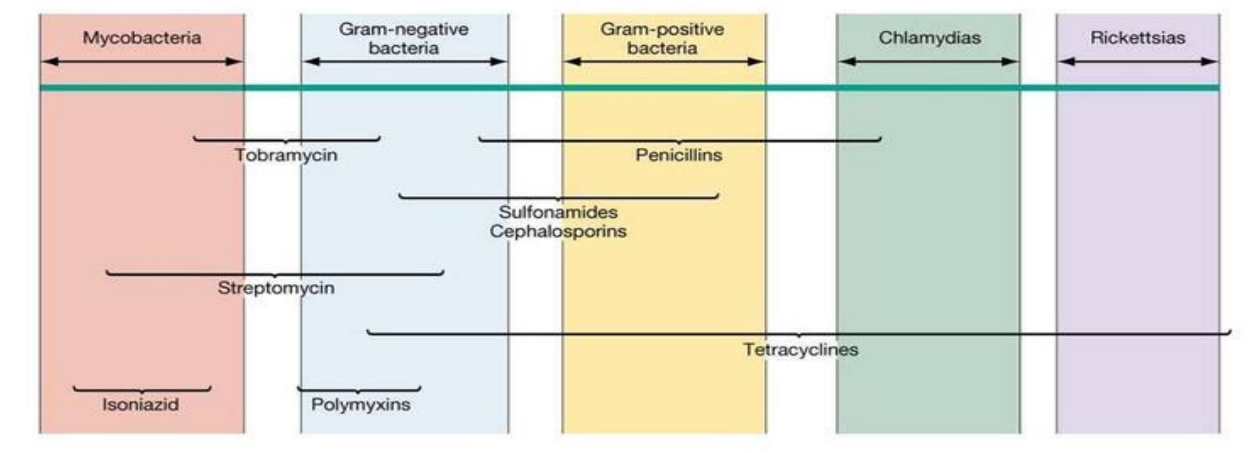 Mycobacteria
Gram-negative
bacteria
Gram-positive
bacteria
Chlamydias
Rickettsias
Tobramycin
Penicillins
Sulfonamides
Cephalosporins
Streptomycin
Tetracyclines
Isoniazid
Polymyxins